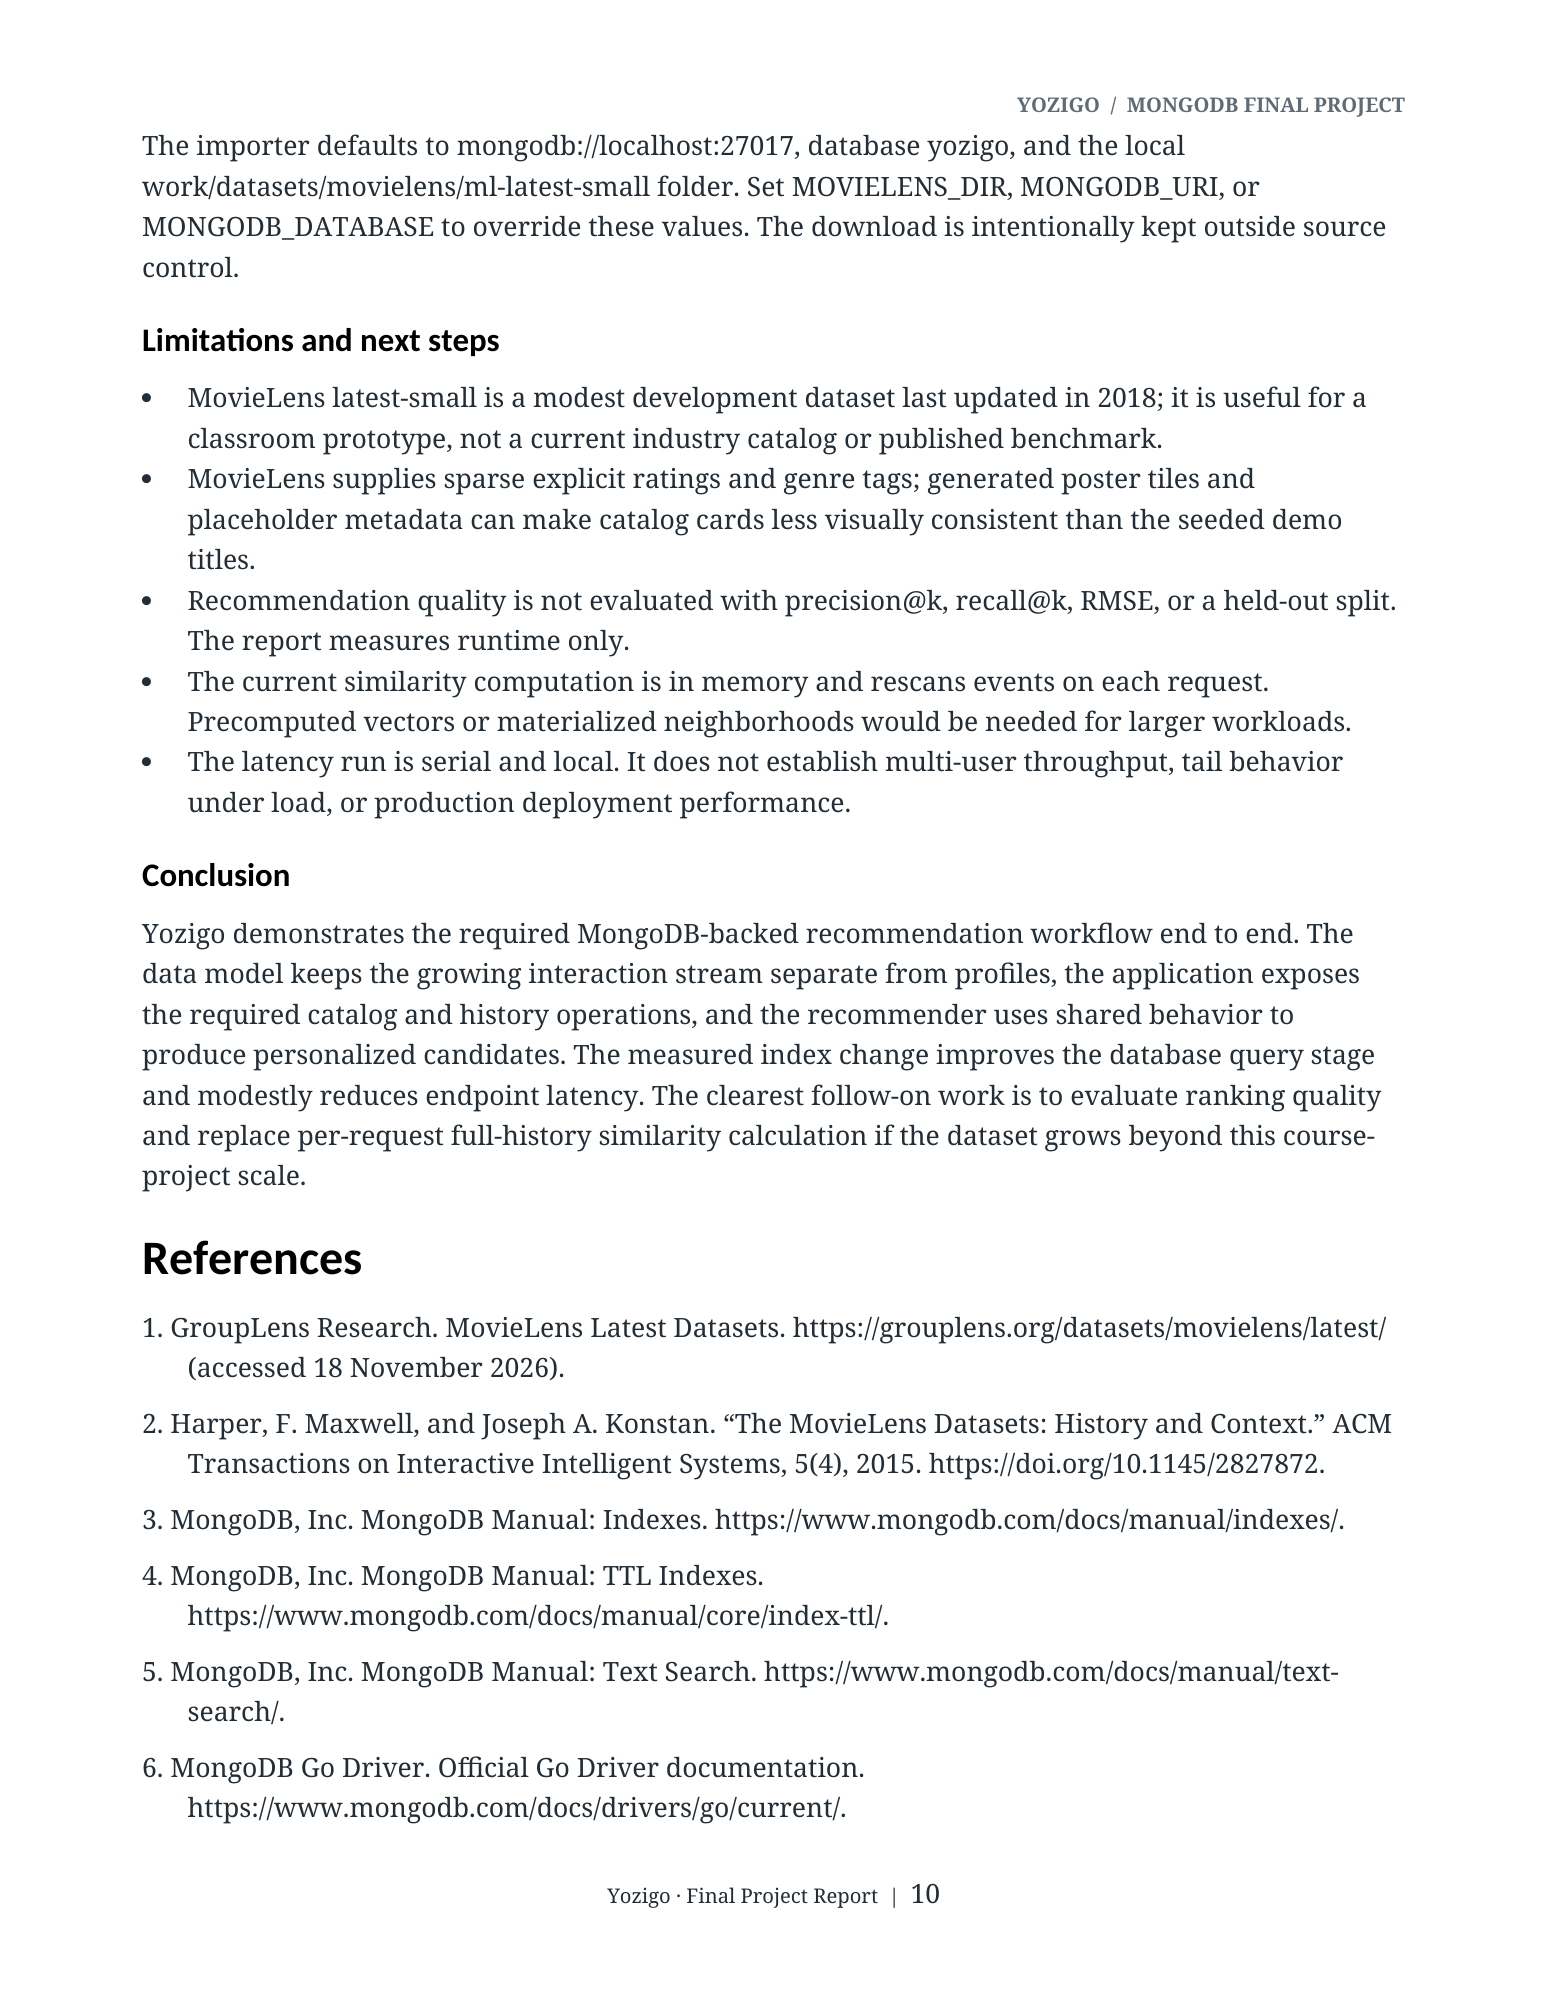 YOZIGO / MONGODB FINAL PROJECT
The importer defaults to mongodb://localhost:27017, database yozigo, and the local
work/datasets/movielens/ml-latest-small folder. Set MOVIELENS_DIR, MONGODB_URI, or
MONGODB_DATABASE to override these values. The download is intentionally kept outside source
control.
Limitations and next steps
• MovieLens latest-small is a modest development dataset last updated in 2018; it is useful for a
classroom prototype, not a current industry catalog or published benchmark.
• MovieLens supplies sparse explicit ratings and genre tags; generated poster tiles and
placeholder metadata can make catalog cards less visually consistent than the seeded demo
titles.
• Recommendation quality is not evaluated with precision@k, recall@k, RMSE, or a held-out split.
The report measures runtime only.
• The current similarity computation is in memory and rescans events on each request.
Precomputed vectors or materialized neighborhoods would be needed for larger workloads.
• The latency run is serial and local. It does not establish multi-user throughput, tail behavior
under load, or production deployment performance.
Conclusion
Yozigo demonstrates the required MongoDB-backed recommendation workflow end to end. The
data model keeps the growing interaction stream separate from profiles, the application exposes
the required catalog and history operations, and the recommender uses shared behavior to
produce personalized candidates. The measured index change improves the database query stage
and modestly reduces endpoint latency. The clearest follow-on work is to evaluate ranking quality
and replace per-request full-history similarity calculation if the dataset grows beyond this course-
project scale.
References
1. GroupLens Research. MovieLens Latest Datasets. https://grouplens.org/datasets/movielens/latest/
(accessed 18 November 2026).
2. Harper, F. Maxwell, and Joseph A. Konstan. “The MovieLens Datasets: History and Context.” ACM
Transactions on Interactive Intelligent Systems, 5(4), 2015. https://doi.org/10.1145/2827872.
3. MongoDB, Inc. MongoDB Manual: Indexes. https://www.mongodb.com/docs/manual/indexes/.
4. MongoDB, Inc. MongoDB Manual: TTL Indexes.
https://www.mongodb.com/docs/manual/core/index-ttl/.
5. MongoDB, Inc. MongoDB Manual: Text Search. https://www.mongodb.com/docs/manual/text-
search/.
6. MongoDB Go Driver. Official Go Driver documentation.
https://www.mongodb.com/docs/drivers/go/current/.
Yozigo · Final Project Report | 10